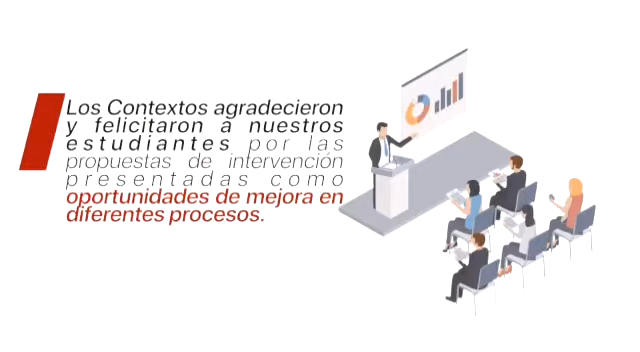 Los Contextos agradecieron
y felicitaron a nuestros
estudiantes por las
propuestas de intervención
presentadas como
oportunidades de mejora en
diferentes procesos.